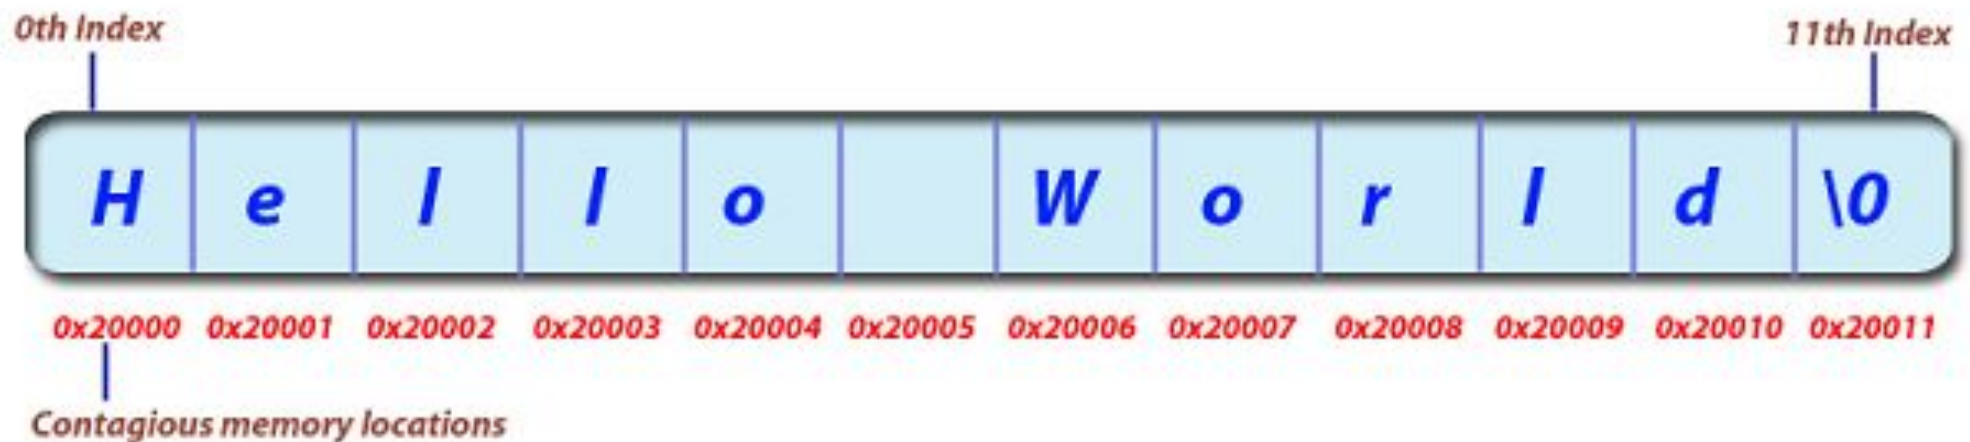 0th Index 11th Index
H e l l o W o r l d \0
0x20000 0x20001 0x20002 0x20003 0x20004 0x20005 0x20006 0x20007 0x20008 0x20009 0x20010 0x20011
Contagious memory locations